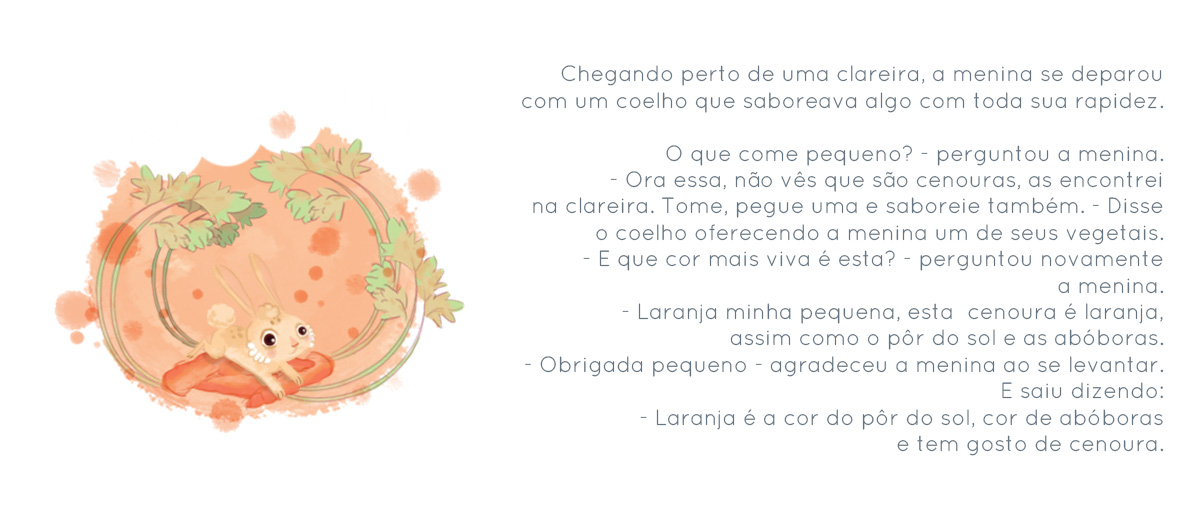 Chegando perto de uma clareira, a menina se deparou
com um coelho que saboreava algo com toda sua rapidez.
O que come pequeno? - perguntou a menina.
- Ora essa, não vês que são cenouras, as encontrei
na clareira. Tome, pegue uma e saboreie também. - Disse
o coelho oferecendo a menina um de seus vegetais.
- E que cor mais viva é esta? - perguntou novamente
a menina.
- Laranja minha pequena, esta  cenoura é laranja,
assim como o pôr do sol e as abóboras.
- Obrigada pequeno - agradeceu a menina ao se levantar.
E saiu dizendo:
- Laranja é a cor do pôr do sol, cor de abóboras
e tem gosto de cenoura.